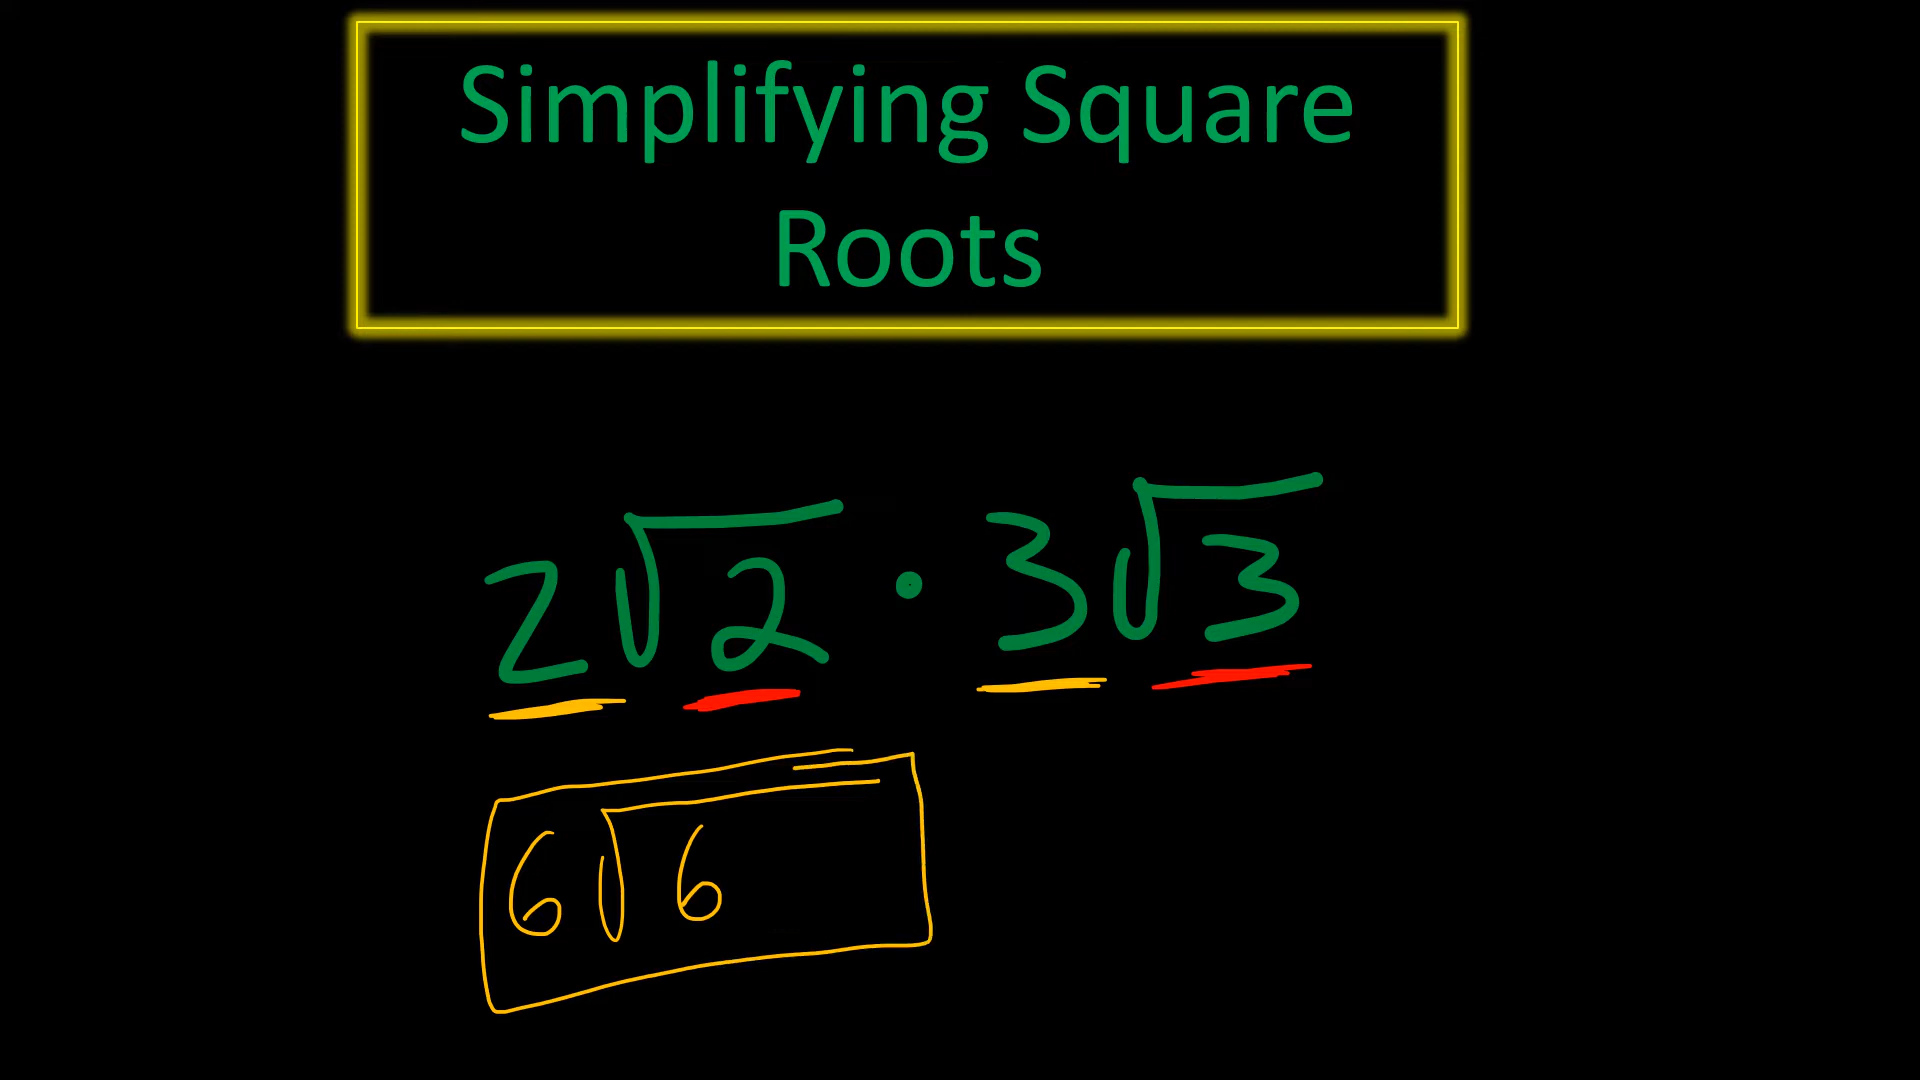 Simplifying Square
Roots
2√2 · 3√3
6√6